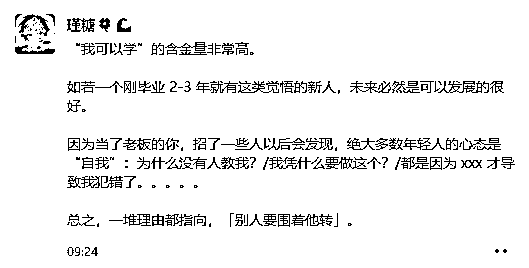 瑾糖
“我可以学”的含金量非常高。
如若一个刚毕业 2-3 年就有这类觉悟的新人，未来必然是可以发展的很
好。
因为当了老板的你，招了一些人以后会发现，绝大多数年轻人的心态是
“自我”：为什么没有人教我？/我凭什么要做这个？/都是因为 xxx 才导
致我犯错了。。。。。
总之，一堆理由都指向，「别人要围着他转」。
09:24